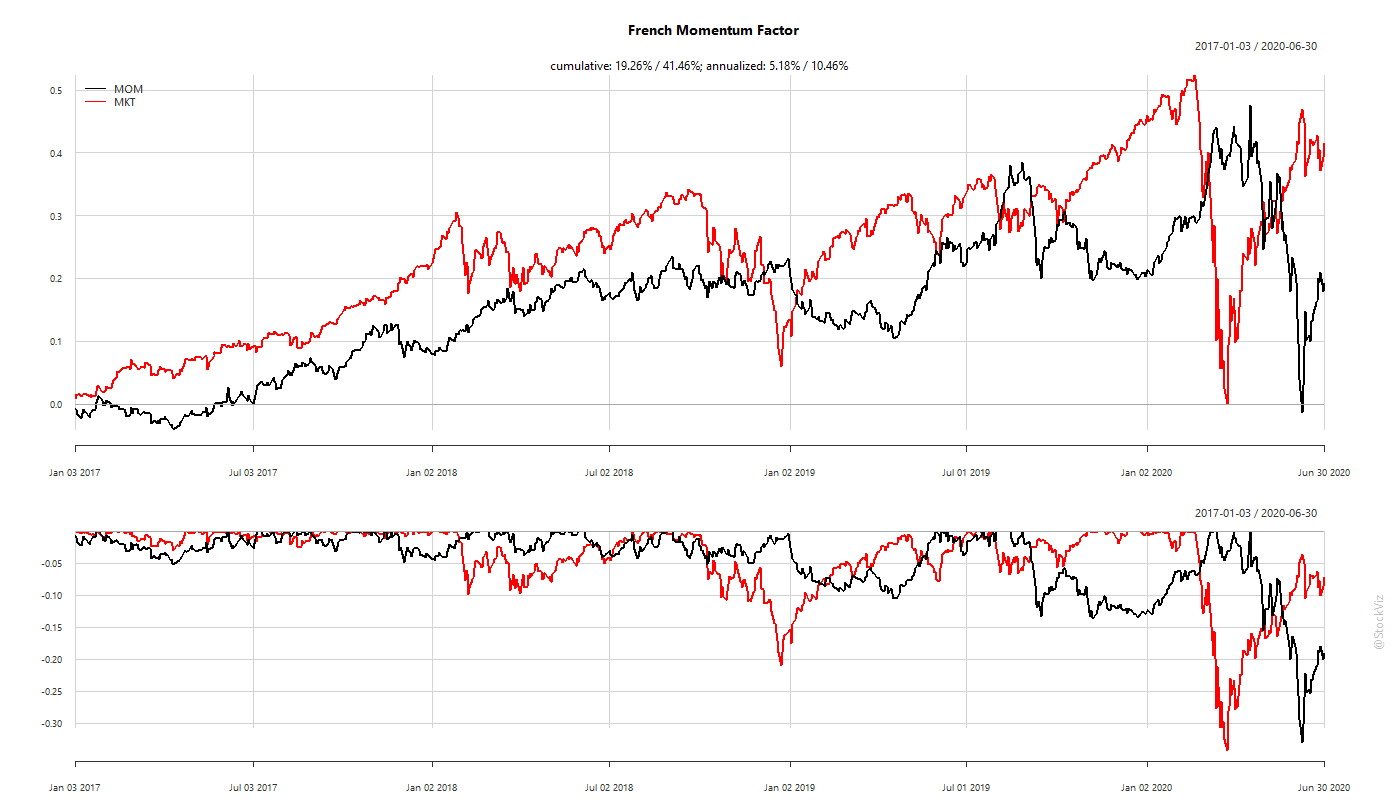 French Momentum Factor
2017-01-03 / 2020-06-30
cumulative: 19.26% / 41.46%; annualized: 5.18% / 10.46%
MOM
MKT
0.5
0.4
0.3
0.2
0.1
0.0
Jan 03 2017 Jul 03 2017 Jan 02 2018 Jul 02 2018 Jan 02 2019 Jul 01 2019 Jan 02 2020 Jun 30 2020
2017-01-03 / 2020-06-30
-0.05
-0.10
-0.15
-0.20
-0.25
-0.30
Jan 03 2017 Jul 03 2017 Jan 02 2018 Jul 02 2018 Jan 02 2019 Jul 01 2019 Jan 02 2020 Jun 30 2020
@StockViz